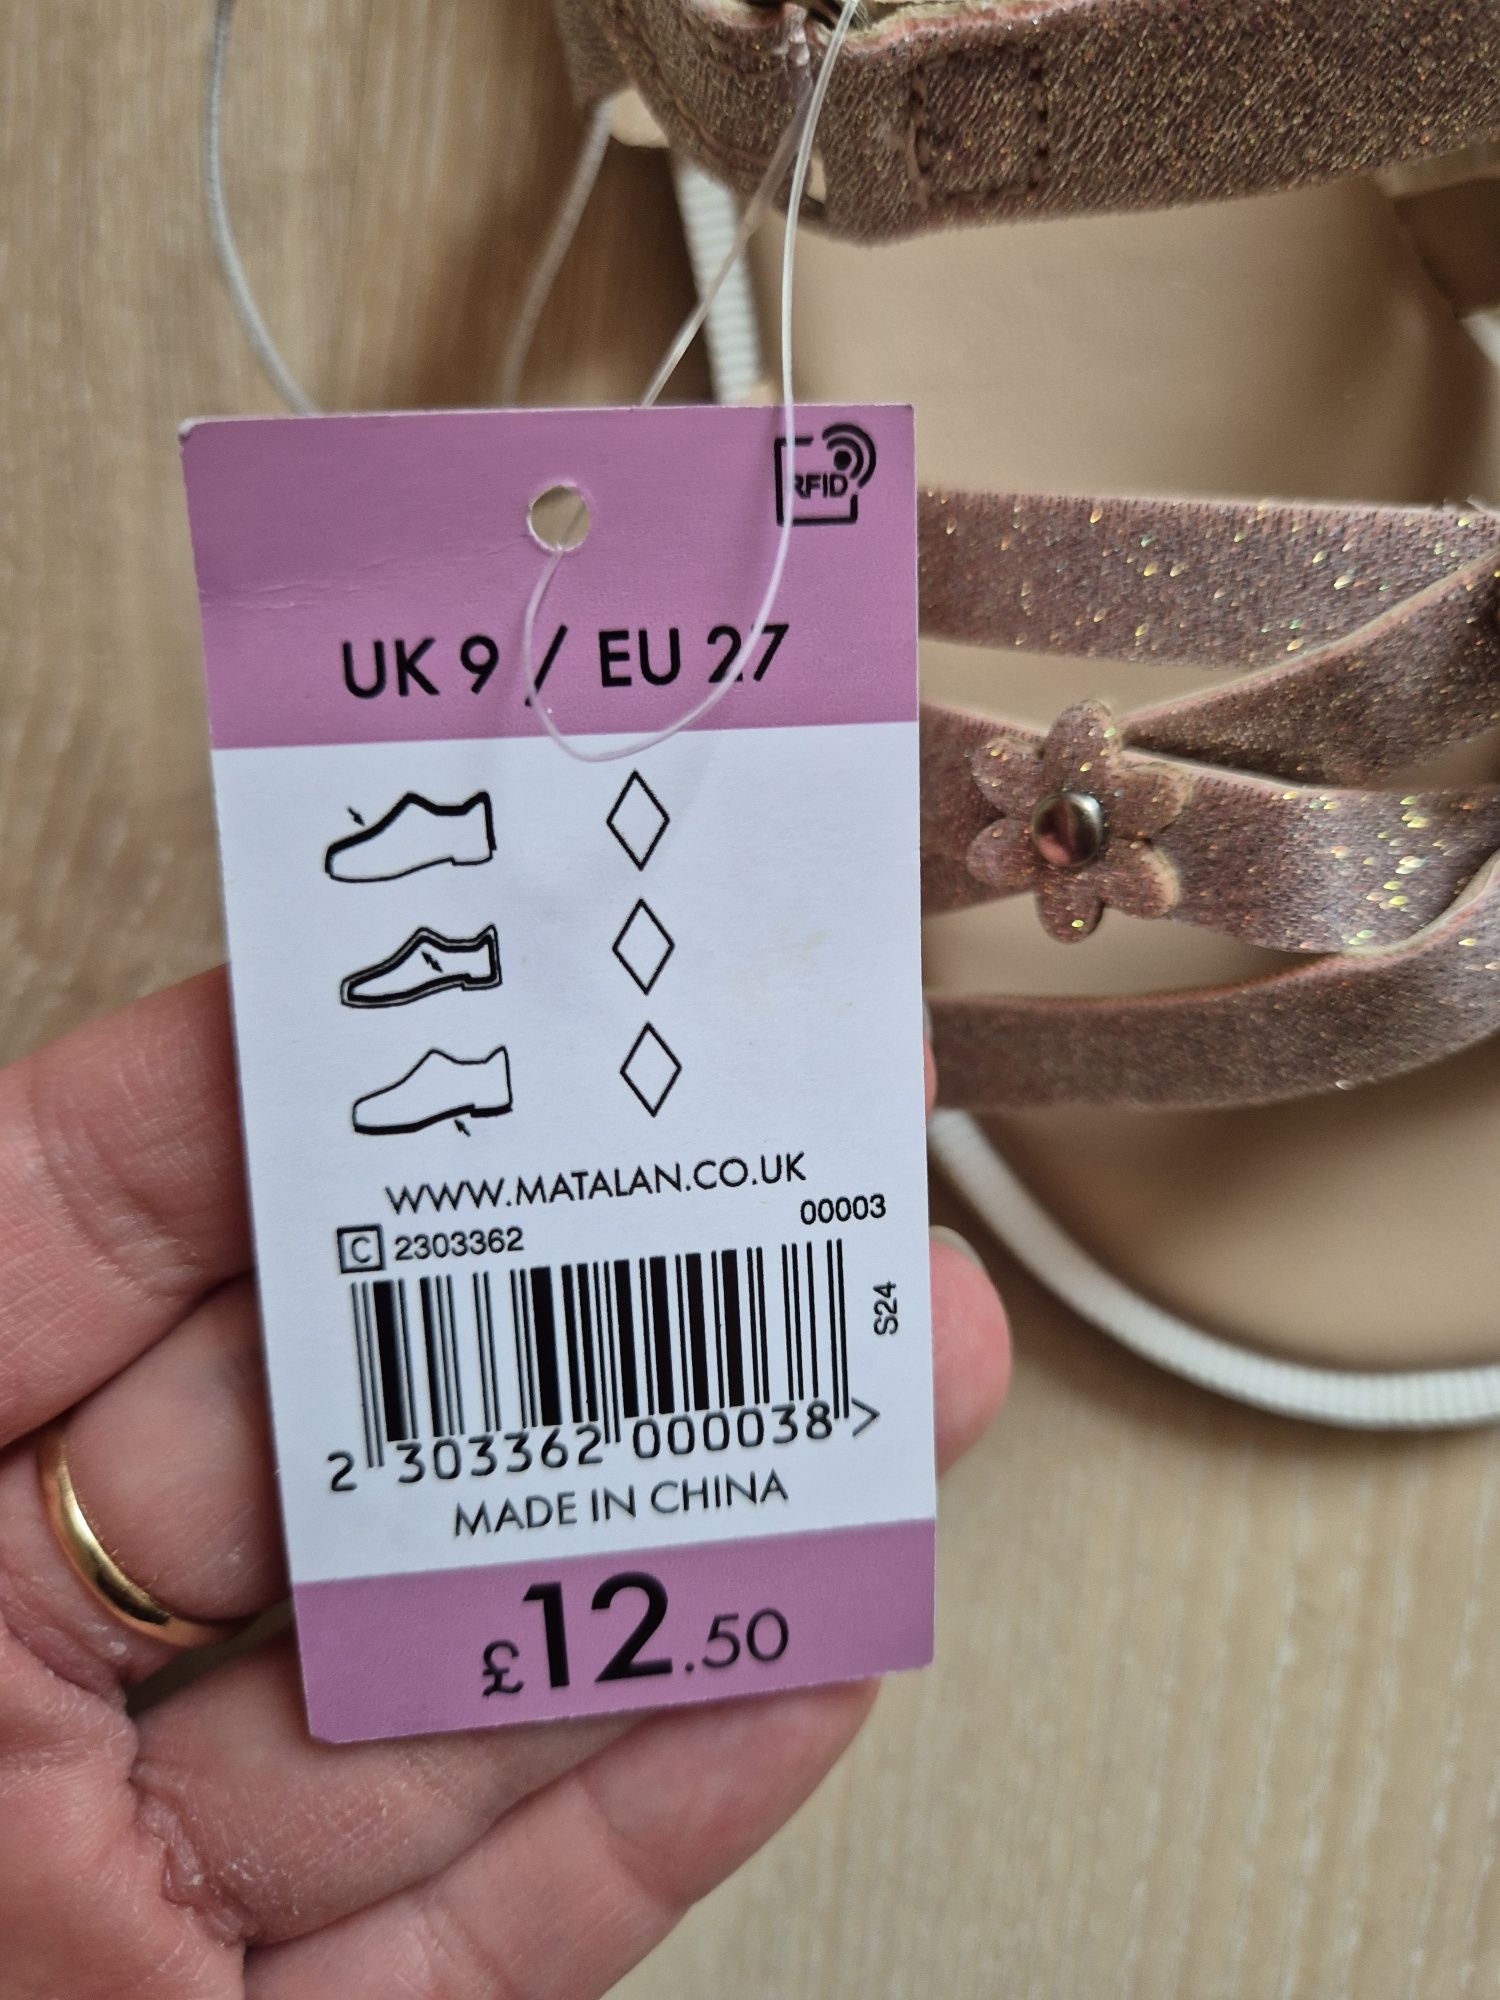 RFID
UK 9 / EU 27
WWW.MATALAN.CO.UK
00003
C 2303362
S24
2 303362 000038 >
MADE IN CHINA
£12.50